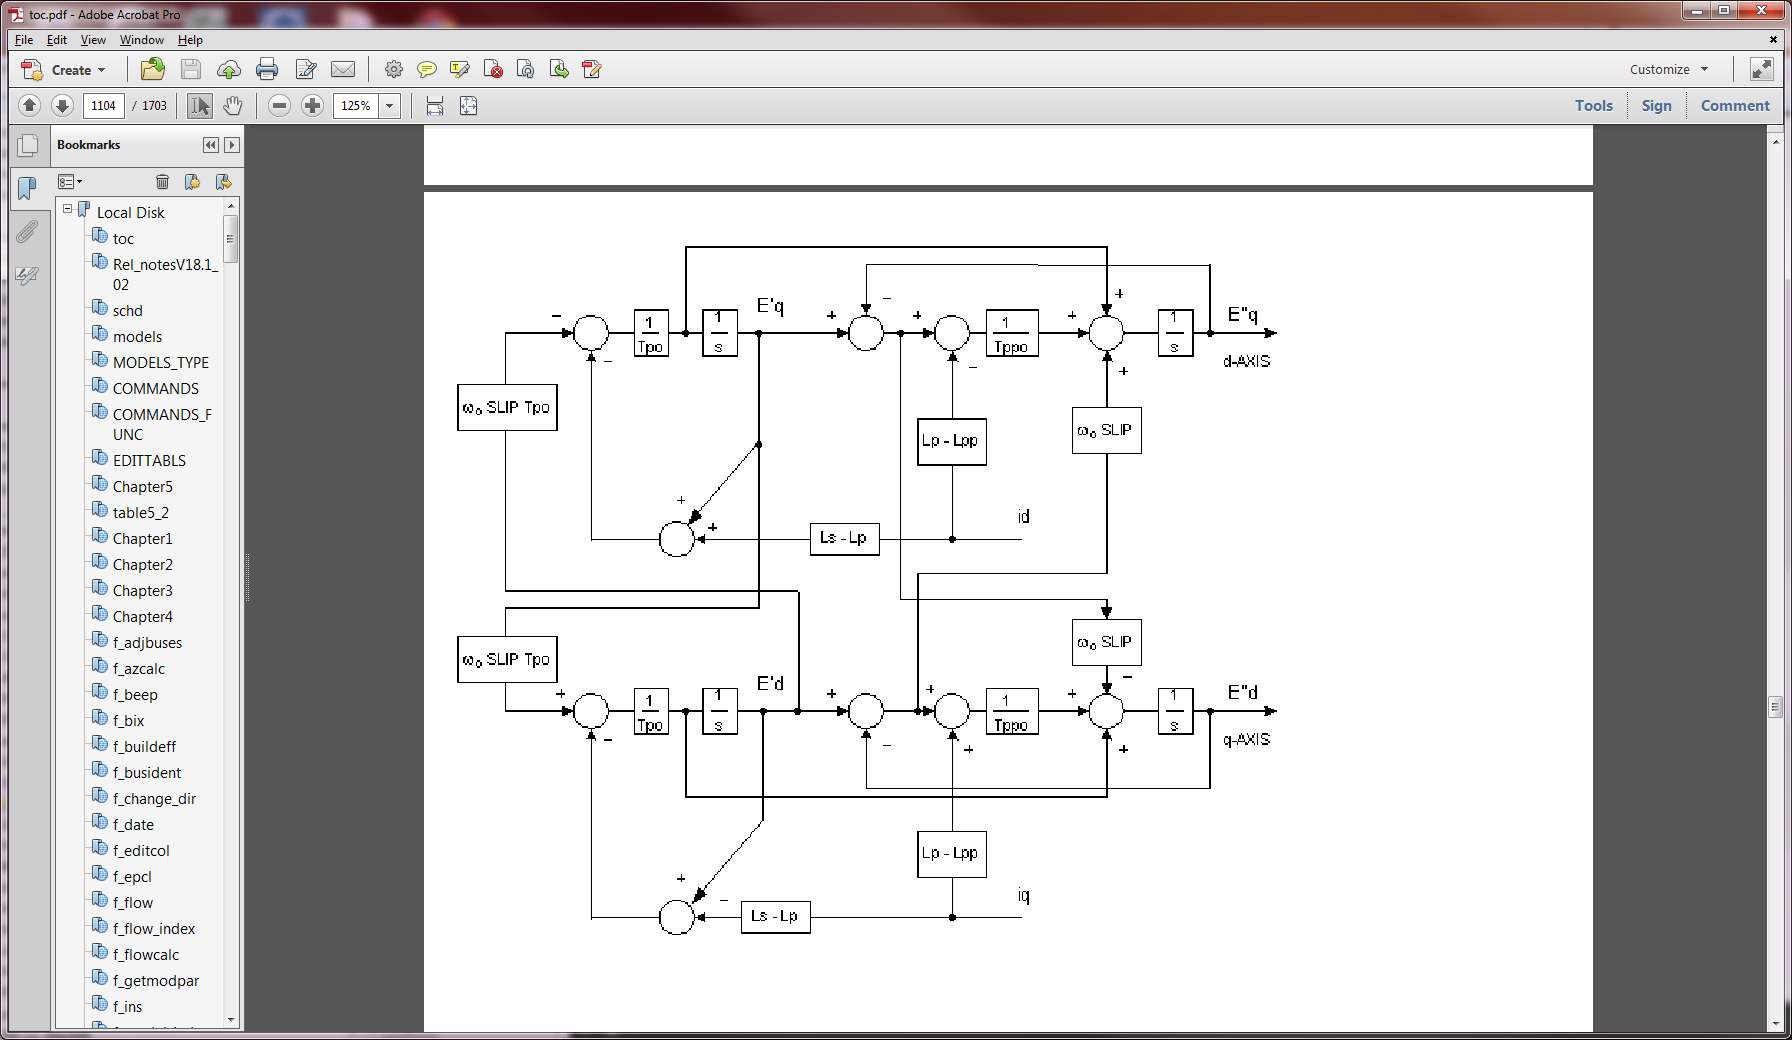 toc.pdf - Adobe Acrobat Pro
File Edit View Window Help
Create
Customize
1104 / 1703
125%
Tools Sign Comment
Bookmarks
Local Disk
toc
Rel_notesV18.1_
02
schd
models
MODELS_TYPE
COMMANDS
COMMANDS_F
UNC
EDITTABLS
Chapter5
table5_2
Chapter1
Chapter2
Chapter3
Chapter4
f_adjbuses
f_azcalc
f_beep
f_bix
f_buildeff
f_busident
f_change_dir
f_date
f_editcol
f_epcl
f_flow
f_flow_index
f_flowcalc
f_getmodpar
f_ins
+
− 1 1 E'q + − + 1 + 1 E"q
Tpo s Tppo s
− − + d-AXIS
ω₀ SLIP Tpo
Lp - Lpp
ω₀ SLIP
+
+
Ls - Lp
id
ω₀ SLIP Tpo
ω₀ SLIP
+ 1 1 E'd + + 1 + − 1 E"d
Tpo s Tppo s
− − + + q-AXIS
Lp - Lpp
+
−
Ls - Lp
iq